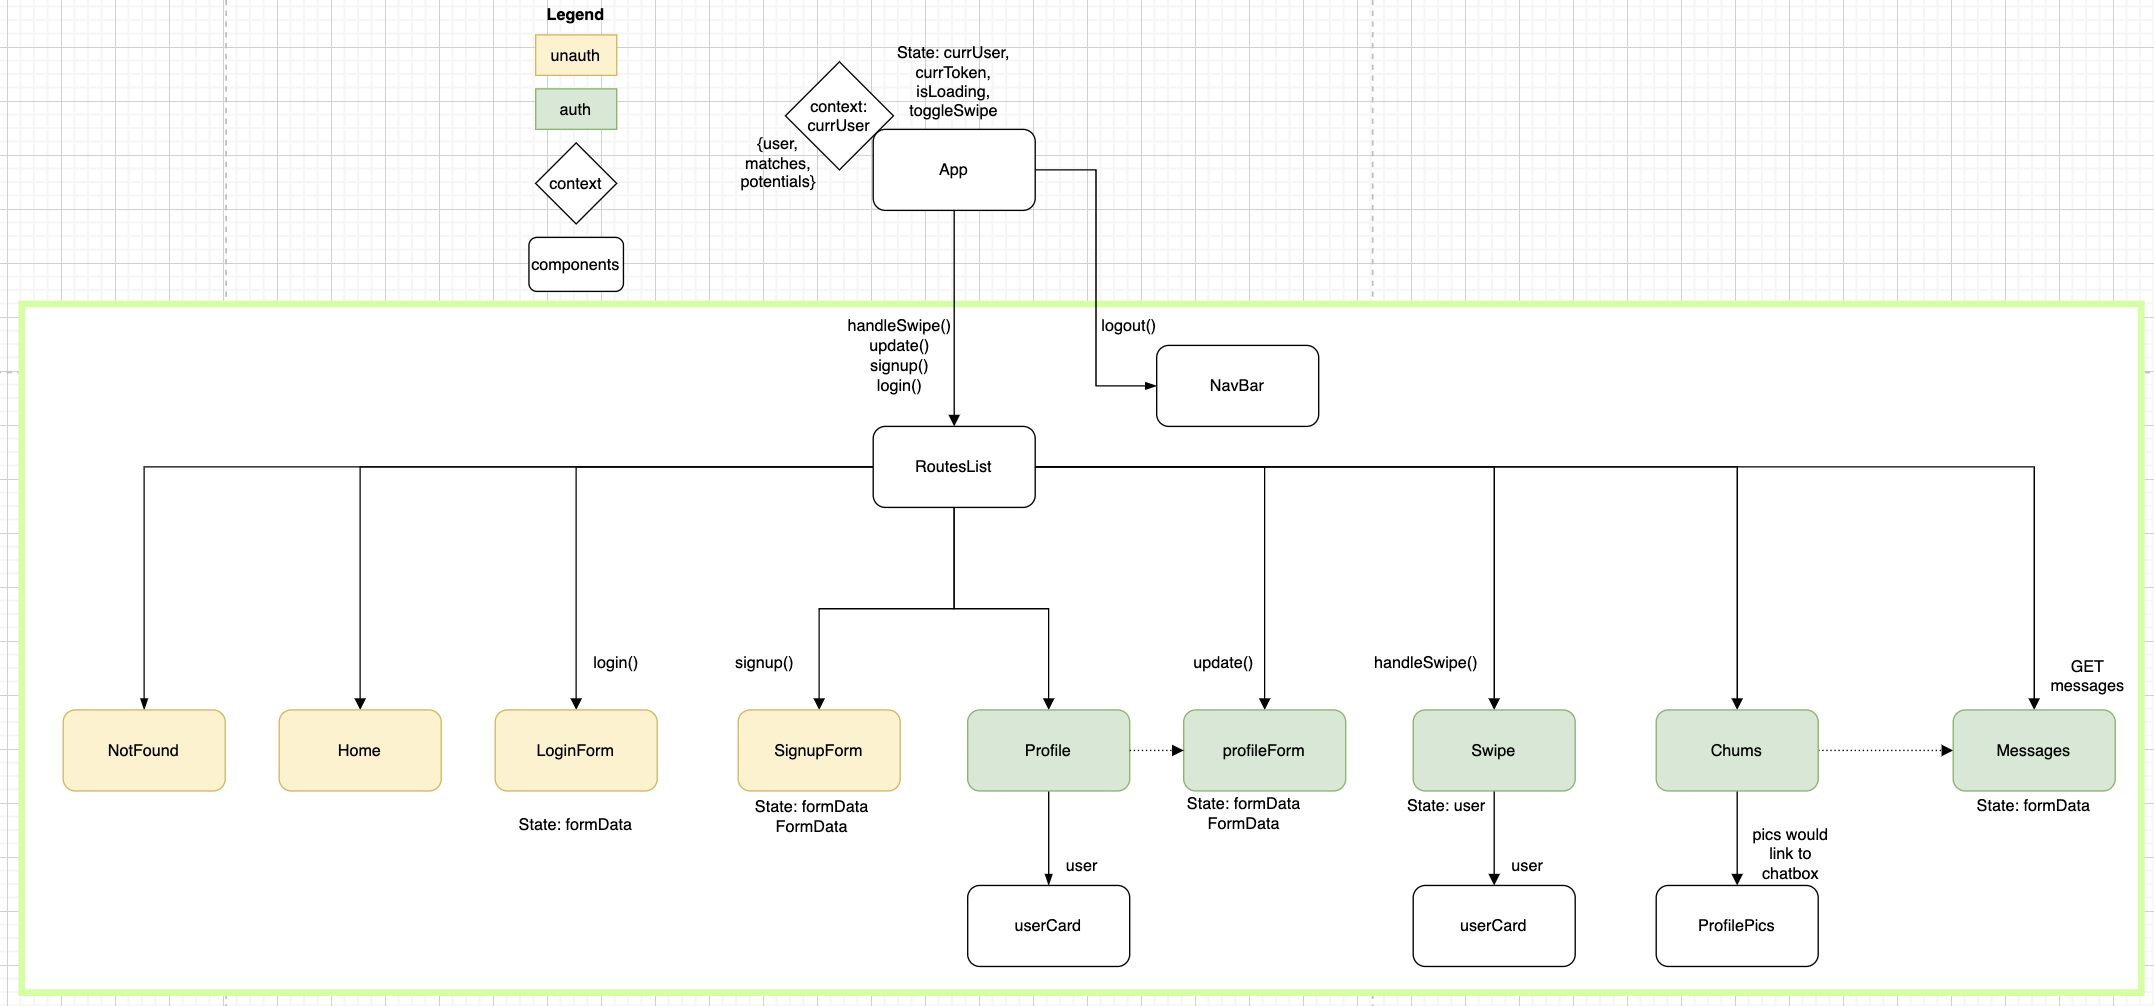 Legend
unauth
auth
context
components
State: currUser,
currToken,
isLoading,
toggleSwipe
context:
currUser
{user,
matches,
potentials}
App
handleSwipe()
update()
signup()
login()
logout()
NavBar
RoutesList
login()
signup()
update()
handleSwipe()
GET
messages
NotFound
Home
LoginForm
SignupForm
Profile
profileForm
Swipe
Chums
Messages
State: formData
State: formData
FormData
State: formData
FormData
State: user
State: formData
user
user
pics would
link to
chatbox
userCard
userCard
ProfilePics